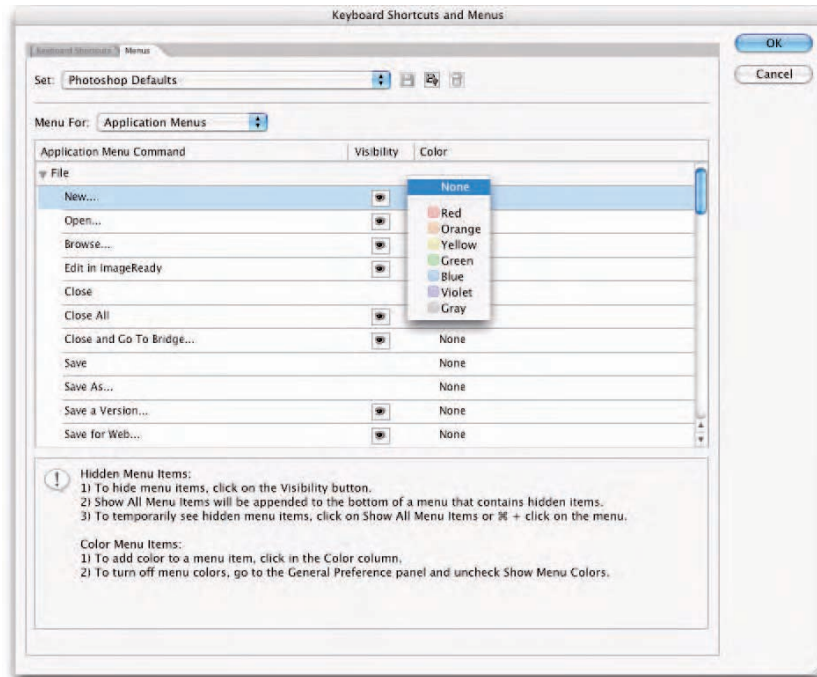 Keyboard Shortcuts and Menus
Keyboard Shortcuts Menus
OK
Set: Photoshop Defaults
Cancel
Menu For: Application Menus
Application Menu Command Visibility Color
File
None
New...
Open... Red
Orange
Browse... Yellow
Green
Edit in ImageReady Blue
Close Violet
Close All Gray
Close and Go To Bridge... None
Save None
Save As... None
Save a Version... None
Save for Web... None
Hidden Menu Items:
1) To hide menu items, click on the Visibility button.
2) Show All Menu Items will be appended to the bottom of a menu that contains hidden items.
3) To temporarily see hidden menu items, click on Show All Menu Items or ⌘ + click on the menu.
Color Menu Items:
1) To add color to a menu item, click in the Color column.
2) To turn off menu colors, go to the General Preference panel and uncheck Show Menu Colors.